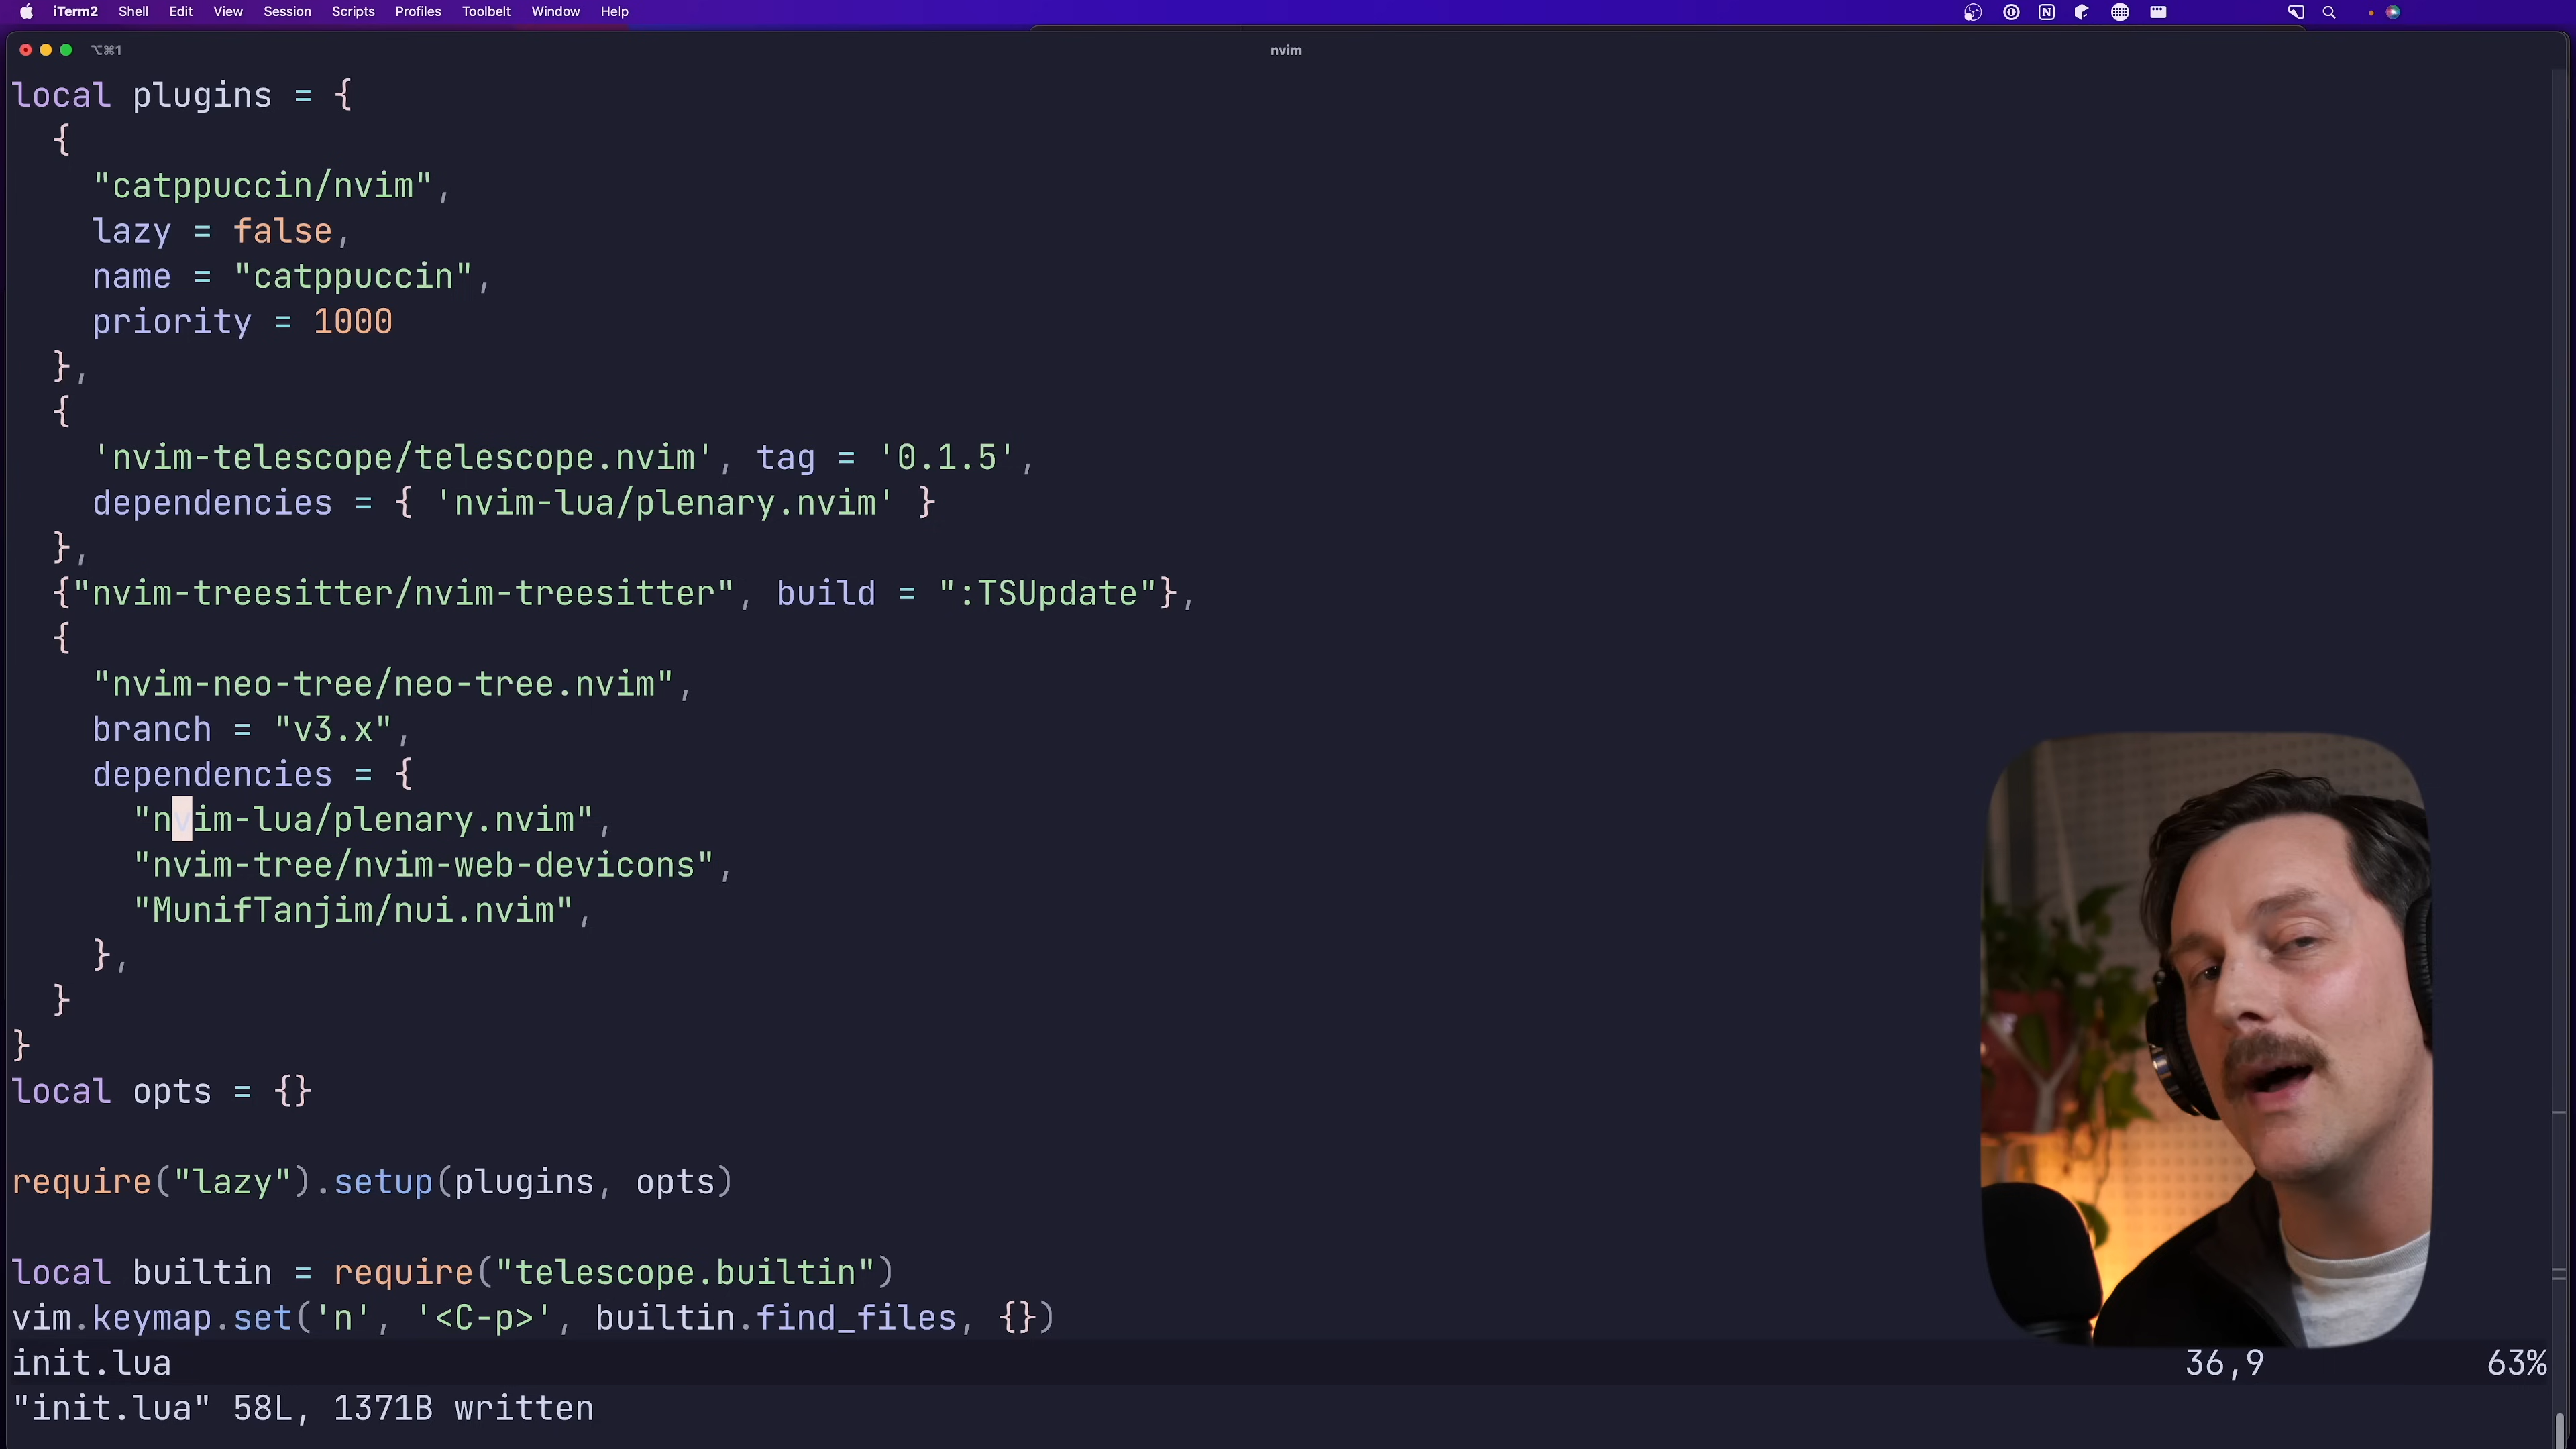 iTerm2 Shell Edit View Session Scripts Profiles Toolbelt Window Help
⌥⌘1 nvim
local plugins = {
  {
    "catppuccin/nvim",
    lazy = false,
    name = "catppuccin",
    priority = 1000
  },
  {
    'nvim-telescope/telescope.nvim', tag = '0.1.5',
    dependencies = { 'nvim-lua/plenary.nvim' }
  },
  {"nvim-treesitter/nvim-treesitter", build = ":TSUpdate"},
  {
    "nvim-neo-tree/neo-tree.nvim",
    branch = "v3.x",
    dependencies = {
      "nvim-lua/plenary.nvim",
      "nvim-tree/nvim-web-devicons",
      "MunifTanjim/nui.nvim",
    },
  }
}
local opts = {}
require("lazy").setup(plugins, opts)
local builtin = require("telescope.builtin")
vim.keymap.set('n', '<C-p>', builtin.find_files, {})
init.lua 36,9 63%
"init.lua" 58L, 1371B written